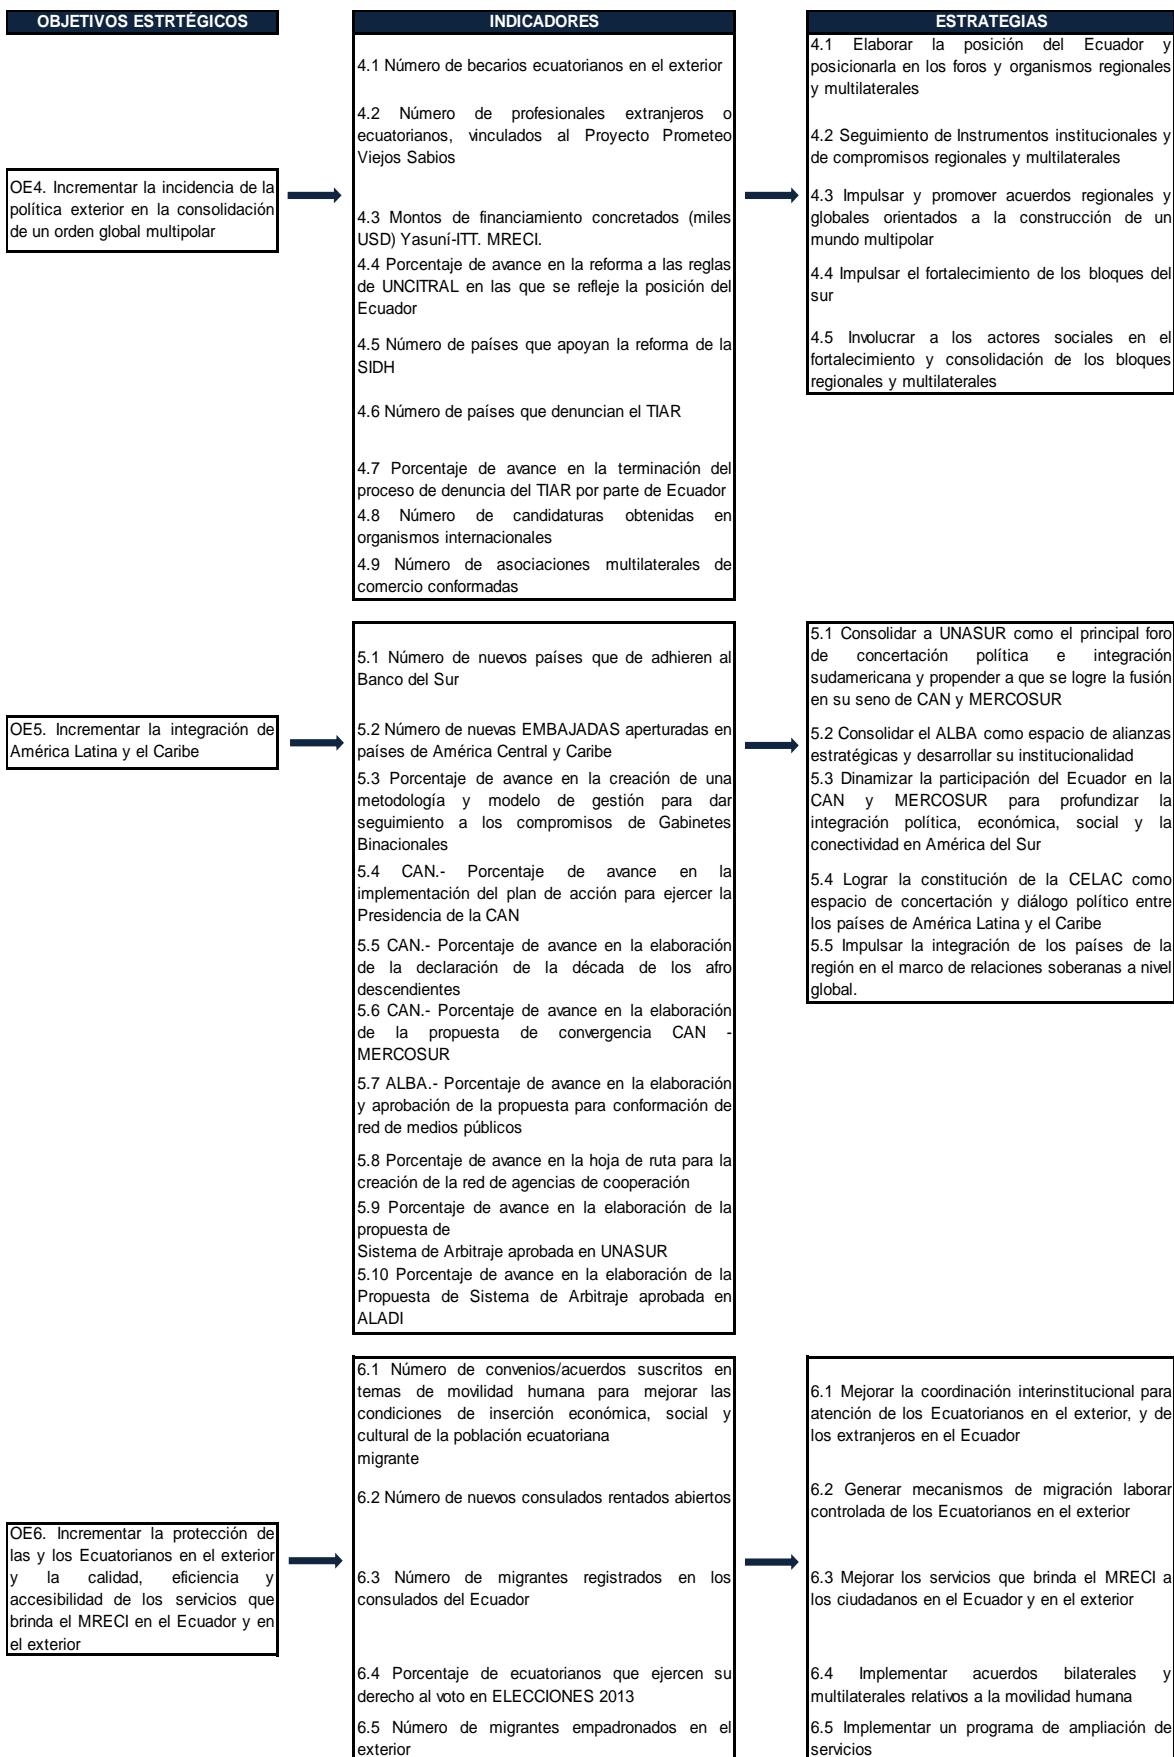 OBJETIVOS ESTRTÉGICOS
INDICADORES
ESTRATEGIAS
OE4. Incrementar la incidencia de la
política exterior en la consolidación
de un orden global multipolar
4.1 Número de becarios ecuatorianos en el exterior
4.2 Número de profesionales extranjeros o
ecuatorianos, vinculados al Proyecto Prometeo
Viejos Sabios
4.3 Montos de financiamiento concretados (miles
USD) Yasuní-ITT. MRECI.
4.4 Porcentaje de avance en la reforma a las reglas
de UNCITRAL en las que se refleje la posición del
Ecuador
4.5 Número de países que apoyan la reforma de la
SIDH
4.6 Número de países que denuncian el TIAR
4.7 Porcentaje de avance en la terminación del
proceso de denuncia del TIAR por parte de Ecuador
4.8 Número de candidaturas obtenidas en
organismos internacionales
4.9 Número de asociaciones multilaterales de
comercio conformadas
4.1 Elaborar la posición del Ecuador y
posicionarla en los foros y organismos regionales
y multilaterales
4.2 Seguimiento de Instrumentos institucionales y
de compromisos regionales y multilaterales
4.3 Impulsar y promover acuerdos regionales y
globales orientados a la construcción de un
mundo multipolar
4.4 Impulsar el fortalecimiento de los bloques del
sur
4.5 Involucrar a los actores sociales en el
fortalecimiento y consolidación de los bloques
regionales y multilaterales
OE5. Incrementar la integración de
América Latina y el Caribe
5.1 Número de nuevos países que de adhieren al
Banco del Sur
5.2 Número de nuevas EMBAJADAS aperturadas en
países de América Central y Caribe
5.3 Porcentaje de avance en la creación de una
metodología y modelo de gestión para dar
seguimiento a los compromisos de Gabinetes
Binacionales
5.4 CAN.- Porcentaje de avance en la
implementación del plan de acción para ejercer la
Presidencia de la CAN
5.5 CAN.- Porcentaje de avance en la elaboración
de la declaración de la década de los afro
descendientes
5.6 CAN.- Porcentaje de avance en la elaboración
de la propuesta de convergencia CAN -
MERCOSUR
5.7 ALBA.- Porcentaje de avance en la elaboración
y aprobación de la propuesta para conformación de
red de medios públicos
5.8 Porcentaje de avance en la hoja de ruta para la
creación de la red de agencias de cooperación
5.9 Porcentaje de avance en la elaboración de la
propuesta de
Sistema de Arbitraje aprobada en UNASUR
5.10 Porcentaje de avance en la elaboración de la
Propuesta de Sistema de Arbitraje aprobada en
ALADI
5.1 Consolidar a UNASUR como el principal foro
de concertación política e integración
sudamericana y propender a que se logre la fusión
en su seno de CAN y MERCOSUR
5.2 Consolidar el ALBA como espacio de alianzas
estratégicas y desarrollar su institucionalidad
5.3 Dinamizar la participación del Ecuador en la
CAN y MERCOSUR para profundizar la
integración política, económica, social y la
conectividad en América del Sur
5.4 Lograr la constitución de la CELAC como
espacio de concertación y diálogo político entre
los países de América Latina y el Caribe
5.5 Impulsar la integración de los países de la
región en el marco de relaciones soberanas a nivel
global.
OE6. Incrementar la protección de
las y los Ecuatorianos en el exterior
y la calidad, eficiencia y
accesibilidad de los servicios que
brinda el MRECI en el Ecuador y en
el exterior
6.1 Número de convenios/acuerdos suscritos en
temas de movilidad humana para mejorar las
condiciones de inserción económica, social y
cultural de la población ecuatoriana
migrante
6.2 Número de nuevos consulados rentados abiertos
6.3 Número de migrantes registrados en los
consulados del Ecuador
6.4 Porcentaje de ecuatorianos que ejercen su
derecho al voto en ELECCIONES 2013
6.5 Número de migrantes empadronados en el
exterior
6.1 Mejorar la coordinación interinstitucional para
atención de los Ecuatorianos en el exterior, y de
los extranjeros en el Ecuador
6.2 Generar mecanismos de migración laborar
controlada de los Ecuatorianos en el exterior
6.3 Mejorar los servicios que brinda el MRECI a
los ciudadanos en el Ecuador y en el exterior
6.4 Implementar acuerdos bilaterales y
multilaterales relativos a la movilidad humana
6.5 Implementar un programa de ampliación de
servicios